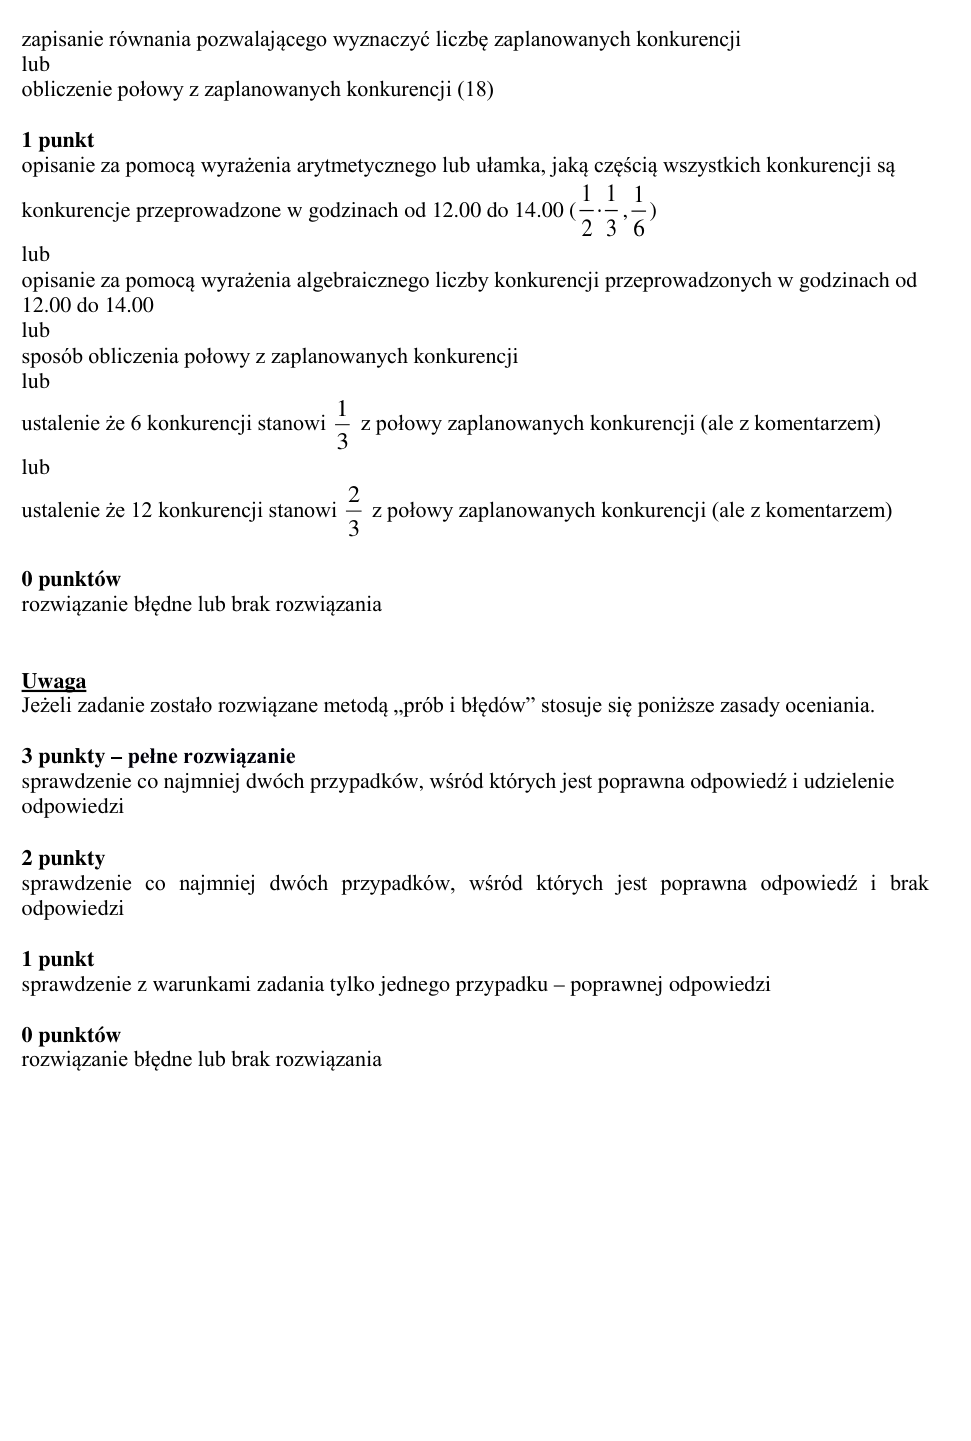 zapisanie równania pozwalającego wyznaczyć liczbę zaplanowanych konkurencji
lub
obliczenie połowy z zaplanowanych konkurencji (18)
1 punkt
opisanie za pomocą wyrażenia arytmetycznego lub ułamka, jaką częścią wszystkich konkurencji są
konkurencje przeprowadzone w godzinach od 12.00 do 14.00 (1/2·1/3, 1/6)
lub
opisanie za pomocą wyrażenia algebraicznego liczby konkurencji przeprowadzonych w godzinach od
12.00 do 14.00
lub
sposób obliczenia połowy z zaplanowanych konkurencji
lub
ustalenie że 6 konkurencji stanowi 1/3 z połowy zaplanowanych konkurencji (ale z komentarzem)
lub
ustalenie że 12 konkurencji stanowi 2/3 z połowy zaplanowanych konkurencji (ale z komentarzem)
0 punktów
rozwiązanie błędne lub brak rozwiązania
Uwaga
Jeżeli zadanie zostało rozwiązane metodą „prób i błędów” stosuje się poniższe zasady oceniania.
3 punkty – pełne rozwiązanie
sprawdzenie co najmniej dwóch przypadków, wśród których jest poprawna odpowiedź i udzielenie
odpowiedzi
2 punkty
sprawdzenie co najmniej dwóch przypadków, wśród których jest poprawna odpowiedź i brak
odpowiedzi
1 punkt
sprawdzenie z warunkami zadania tylko jednego przypadku – poprawnej odpowiedzi
0 punktów
rozwiązanie błędne lub brak rozwiązania